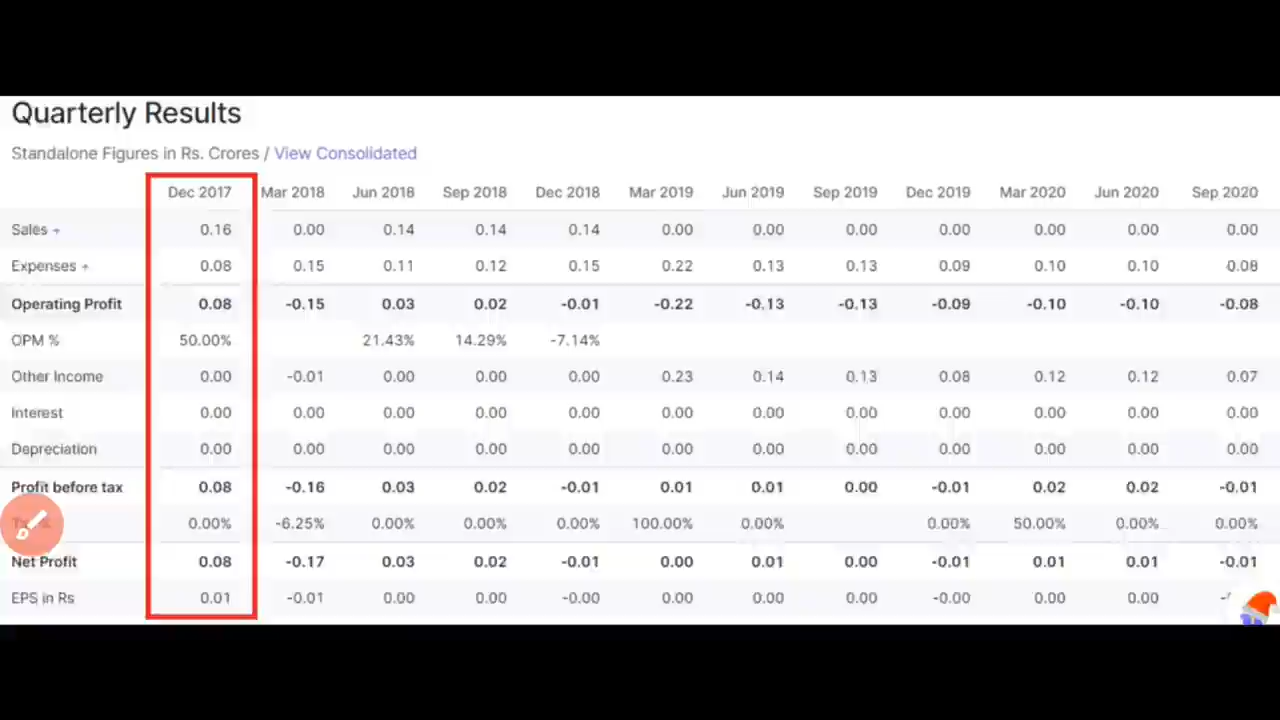 Quarterly Results
Standalone Figures in Rs. Crores / View Consolidated
Dec 2017 Mar 2018 Jun 2018 Sep 2018 Dec 2018 Mar 2019 Jun 2019 Sep 2019 Dec 2019 Mar 2020 Jun 2020 Sep 2020
Sales + 0.16 0.00 0.14 0.14 0.14 0.00 0.00 0.00 0.00 0.00 0.00 0.00
Expenses + 0.08 0.15 0.11 0.12 0.15 0.22 0.13 0.13 0.09 0.10 0.10 0.08
Operating Profit 0.08 -0.15 0.03 0.02 -0.01 -0.22 -0.13 -0.13 -0.09 -0.10 -0.10 -0.08
OPM % 50.00% 21.43% 14.29% -7.14%
Other Income 0.00 -0.01 0.00 0.00 0.00 0.23 0.14 0.13 0.08 0.12 0.12 0.07
Interest 0.00 0.00 0.00 0.00 0.00 0.00 0.00 0.00 0.00 0.00 0.00 0.00
Depreciation 0.00 0.00 0.00 0.00 0.00 0.00 0.00 0.00 0.00 0.00 0.00 0.00
Profit before tax 0.08 -0.16 0.03 0.02 -0.01 0.01 0.01 0.00 -0.01 0.02 0.02 -0.01
0.00% -6.25% 0.00% 0.00% 0.00% 100.00% 0.00% 0.00% 50.00% 0.00% 0.00%
Net Profit 0.08 -0.17 0.03 0.02 -0.01 0.00 0.01 0.00 -0.01 0.01 0.01 -0.01
EPS in Rs 0.01 -0.01 0.00 0.00 -0.00 0.00 0.00 0.00 -0.00 0.00 0.00